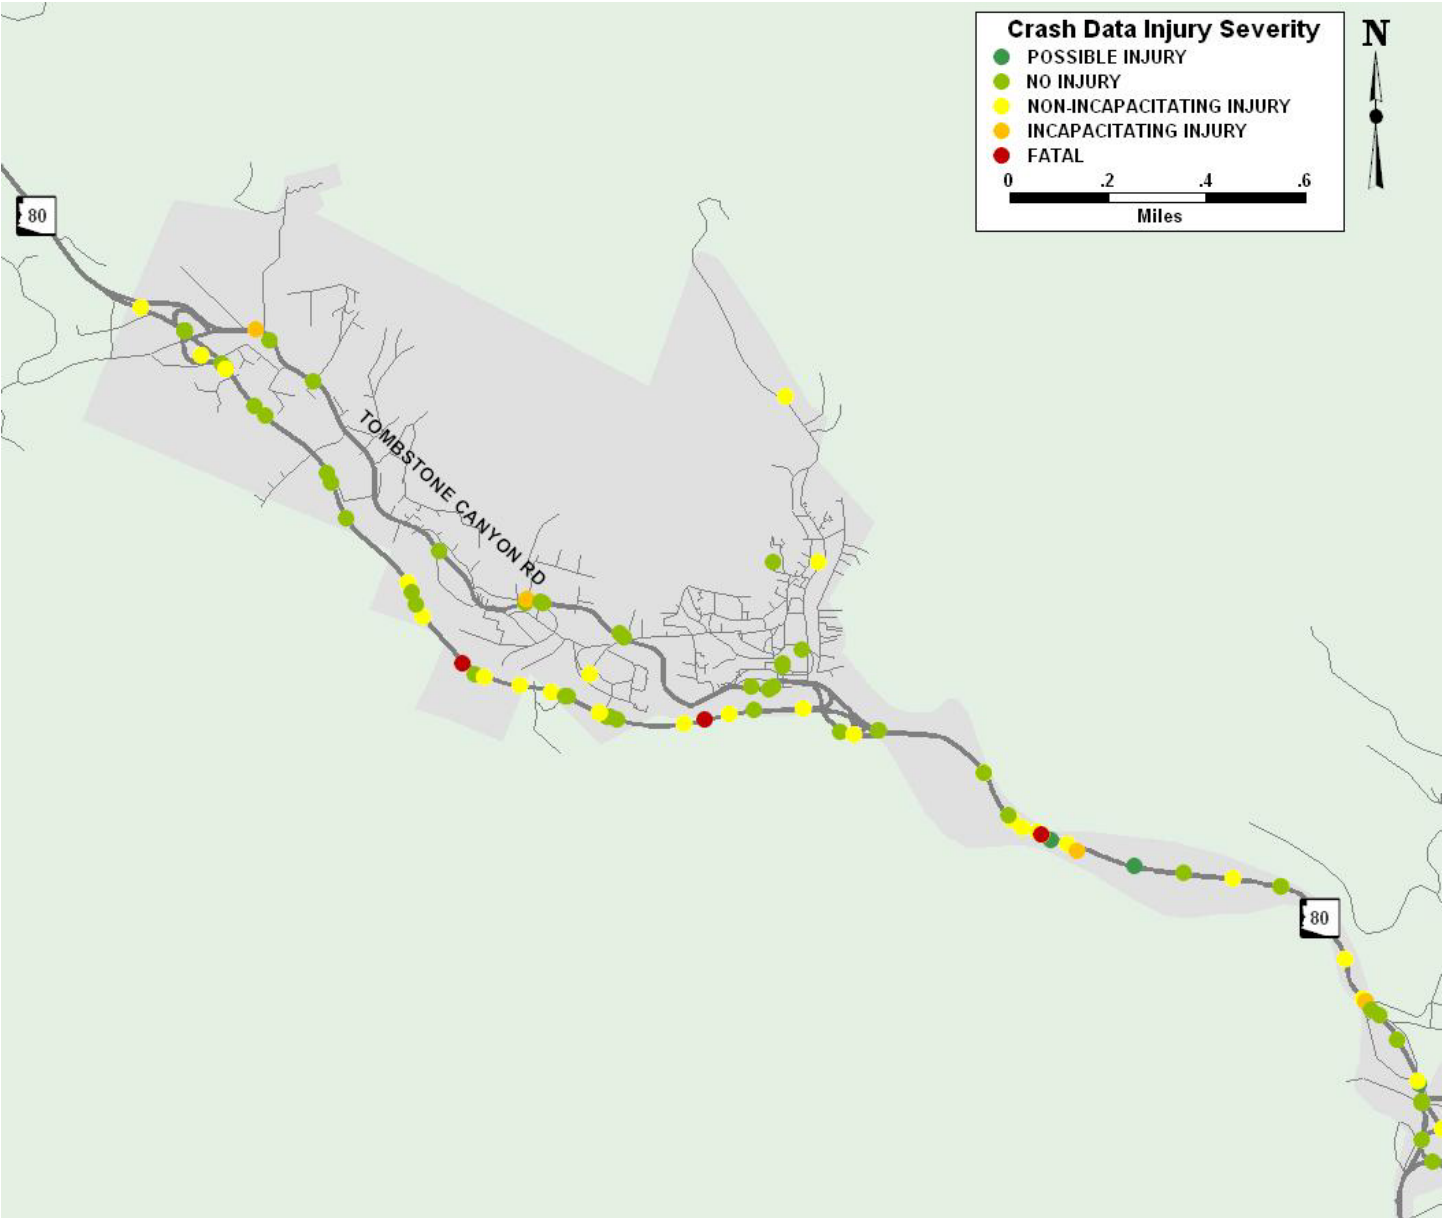 Crash Data Injury Severity
POSSIBLE INJURY
NO INJURY
NON-INCAPACITATING INJURY
INCAPACITATING INJURY
FATAL
0 .2 .4 .6
Miles
N
80
TOMBSTONE CANYON RD
80